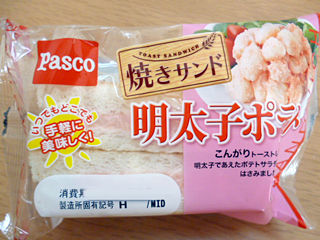 Pasco
TOAST SANDWICH
焼きサンド
いつでもどこでも
手軽に
美味しく!
明太子ポテ
こんがりトースト
明太子であえたポテトサラダ
はさみまし
消費
製造所固有記号 H /NID